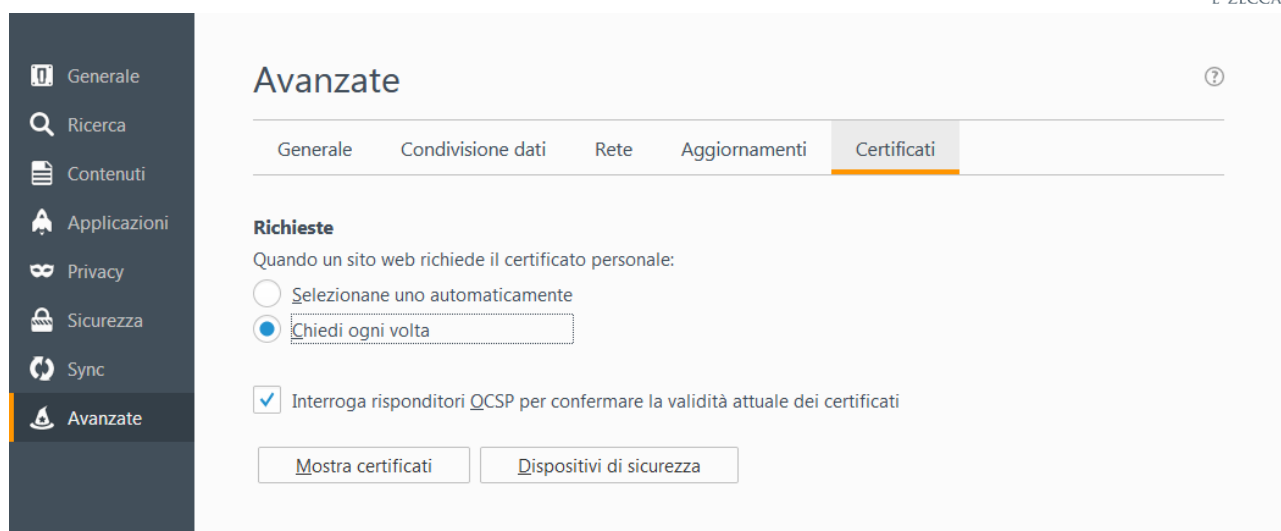 E ZECCA
Generale
Ricerca
Contenuti
Applicazioni
Privacy
Sicurezza
Sync
Avanzate
Avanzate
?
Generale Condivisione dati Rete Aggiornamenti Certificati
Richieste
Quando un sito web richiede il certificato personale:
Selezionane uno automaticamente
Chiedi ogni volta
Interroga risponditori OCSP per confermare la validità attuale dei certificati
Mostra certificati Dispositivi di sicurezza